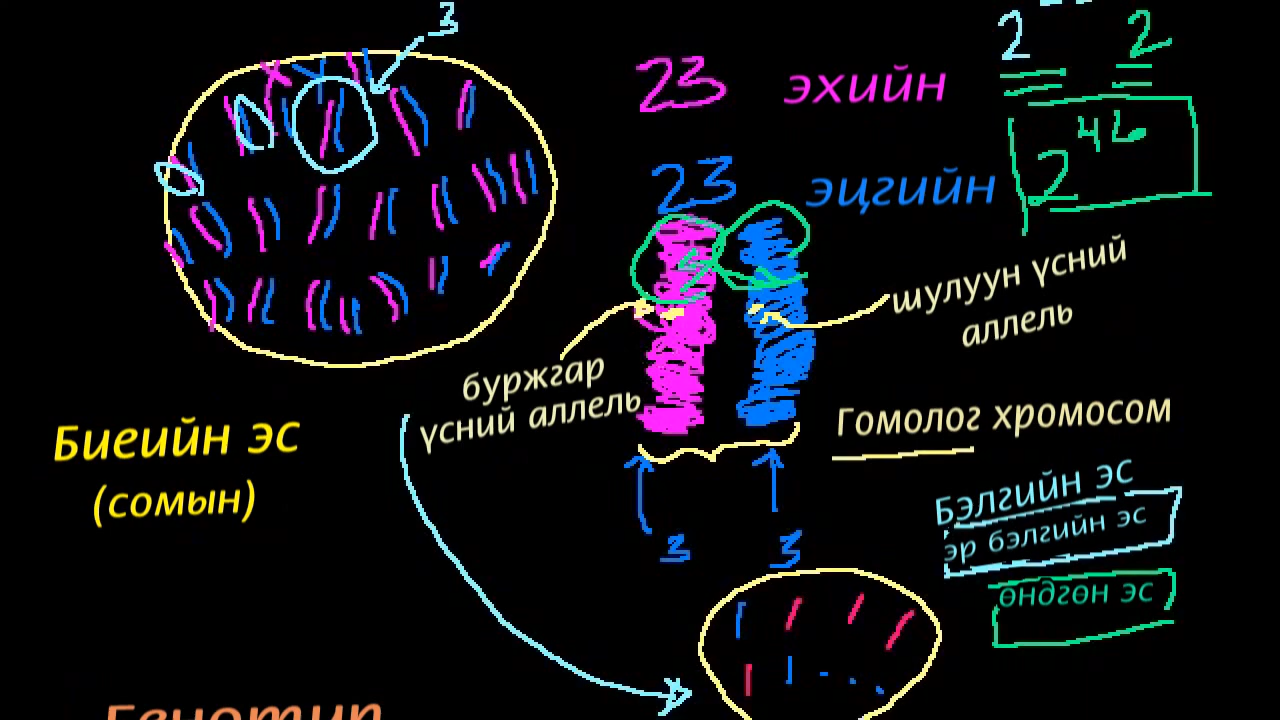 3
2 2
23 эхийн
2^46
23 эцгийн
шулуун үсний
аллель
буржгар
үсний аллель
Гомолог хромосом
Биеийн эс
(сомын)
Бэлгийн эс
эр бэлгийн эс
өндгөн эс
3 3
Генотип